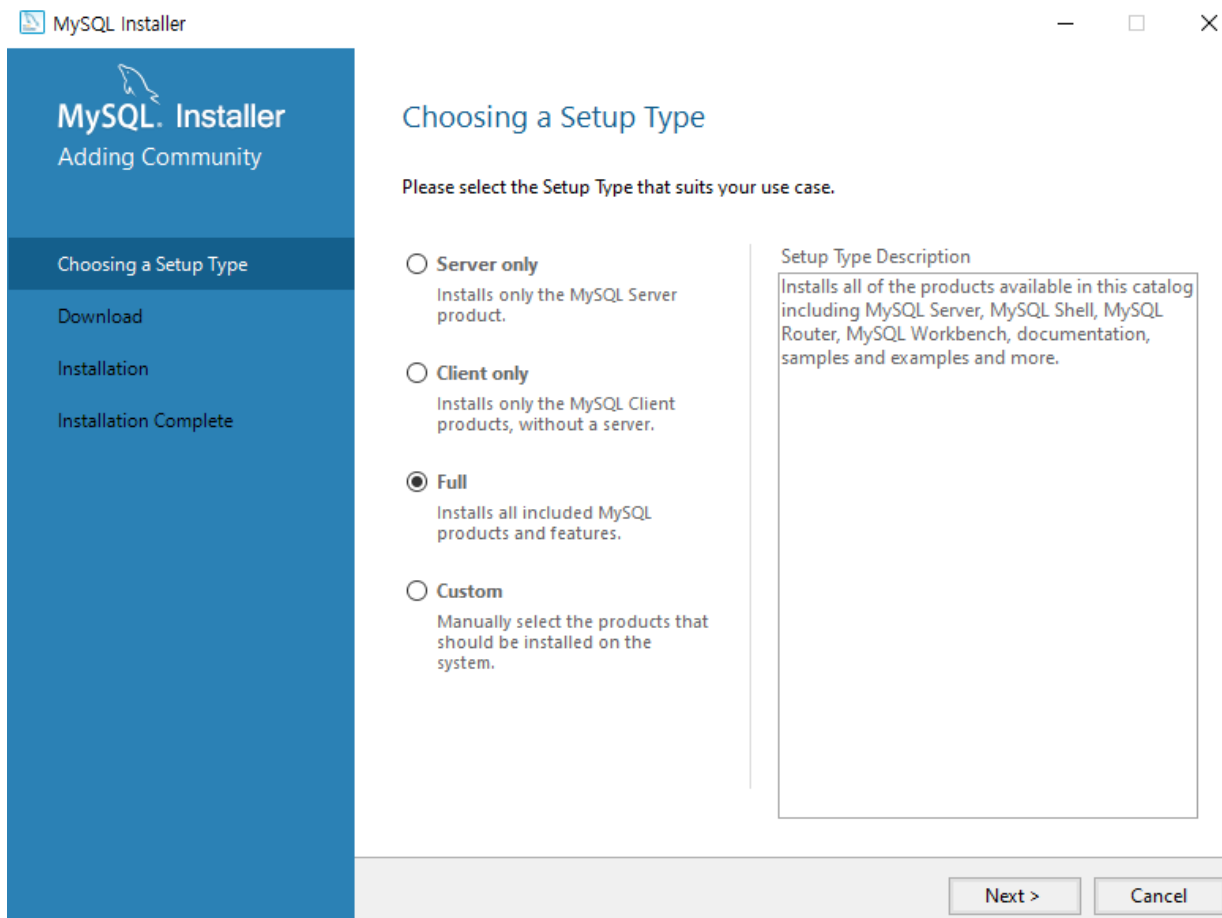 MySQL Installer
MySQL. Installer
Adding Community
Choosing a Setup Type
Download
Installation
Installation Complete
Choosing a Setup Type
Please select the Setup Type that suits your use case.
Server only
Installs only the MySQL Server
product.
Client only
Installs only the MySQL Client
products, without a server.
Full
Installs all included MySQL
products and features.
Custom
Manually select the products that
should be installed on the
system.
Setup Type Description
Installs all of the products available in this catalog
including MySQL Server, MySQL Shell, MySQL
Router, MySQL Workbench, documentation,
samples and examples and more.
Next >
Cancel